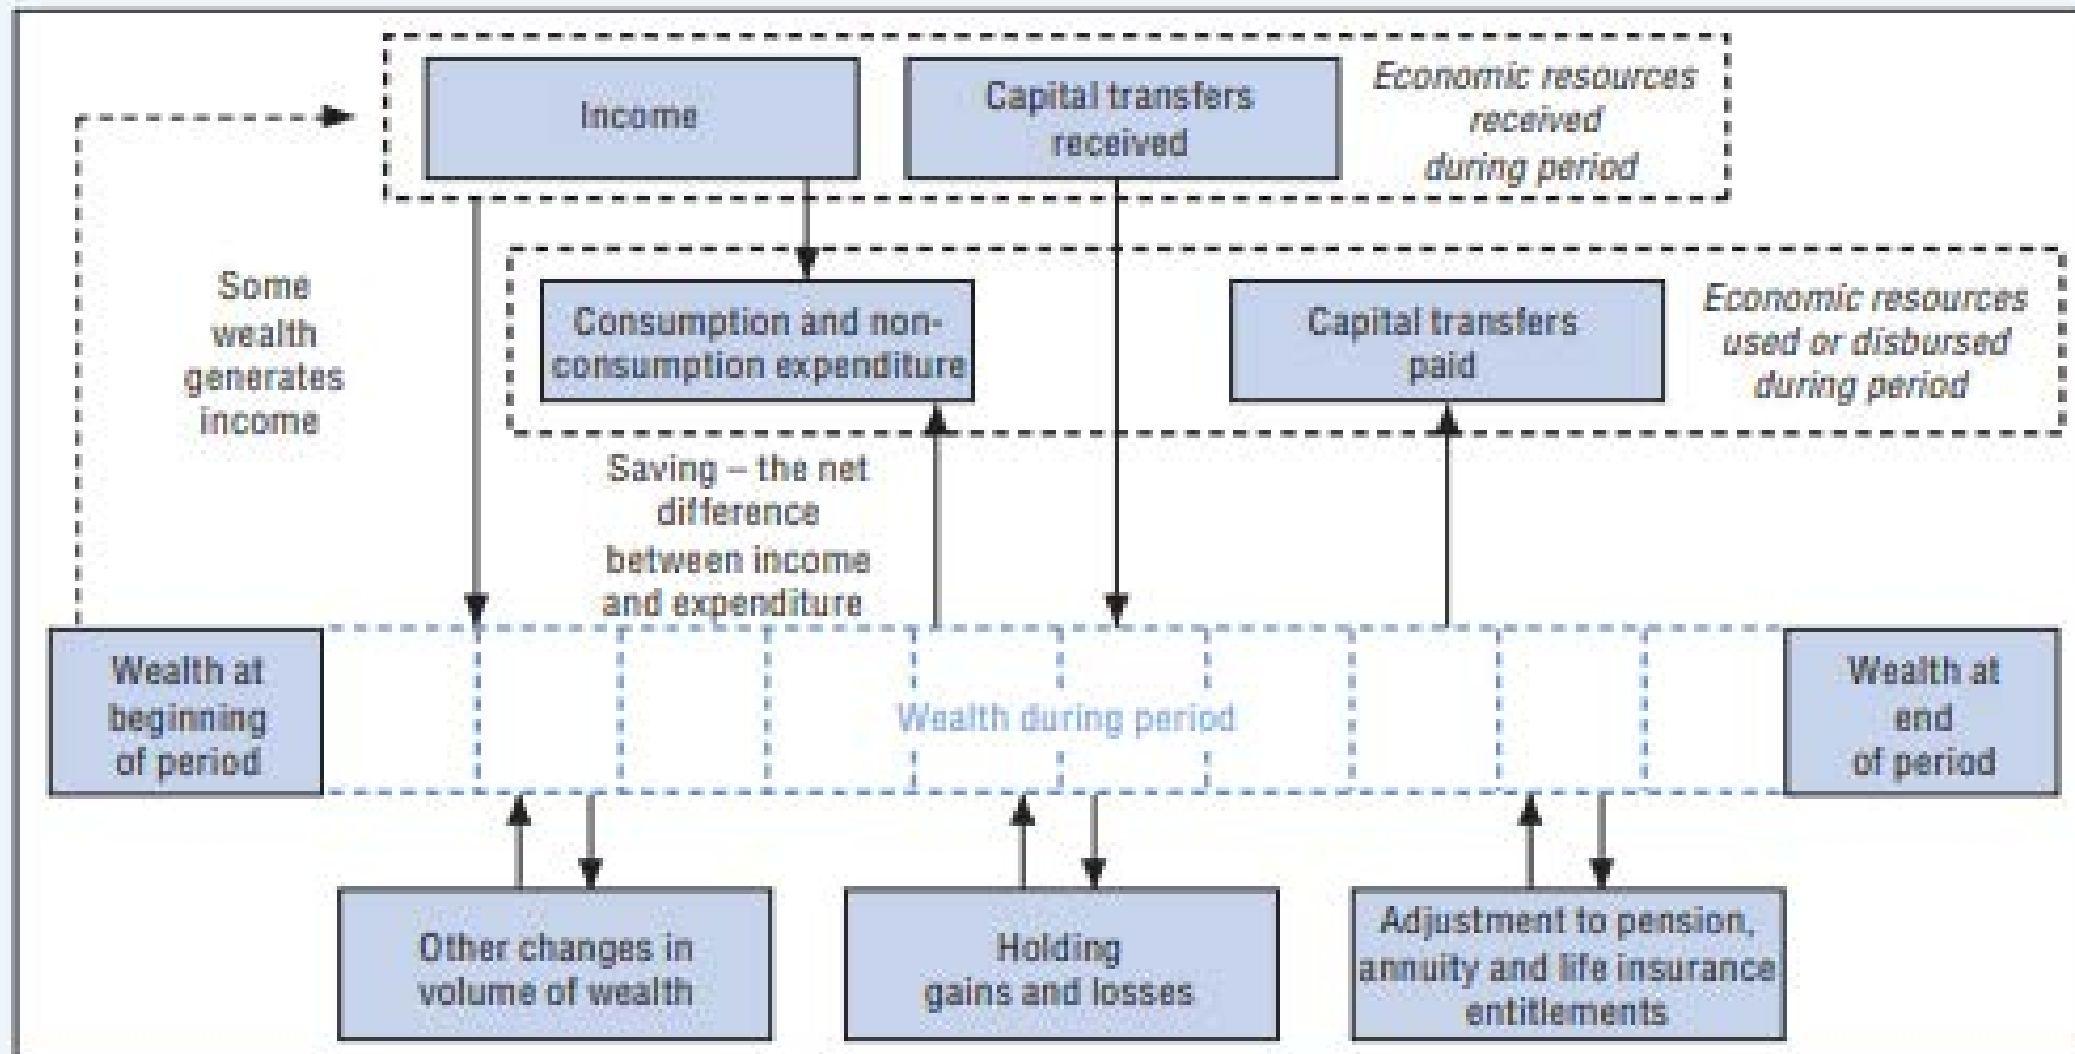 Income
Capital transfers
received
Economic resources
received
during period
Some
wealth
generates
income
Consumption and non-
consumption expenditure
Capital transfers
paid
Economic resources
used or disbursed
during period
Saving – the net
difference
between income
and expenditure
Wealth at
beginning
of period
Wealth during period
Wealth at
end
of period
Other changes in
volume of wealth
Holding
gains and losses
Adjustment to pension,
annuity and life insurance
entitlements